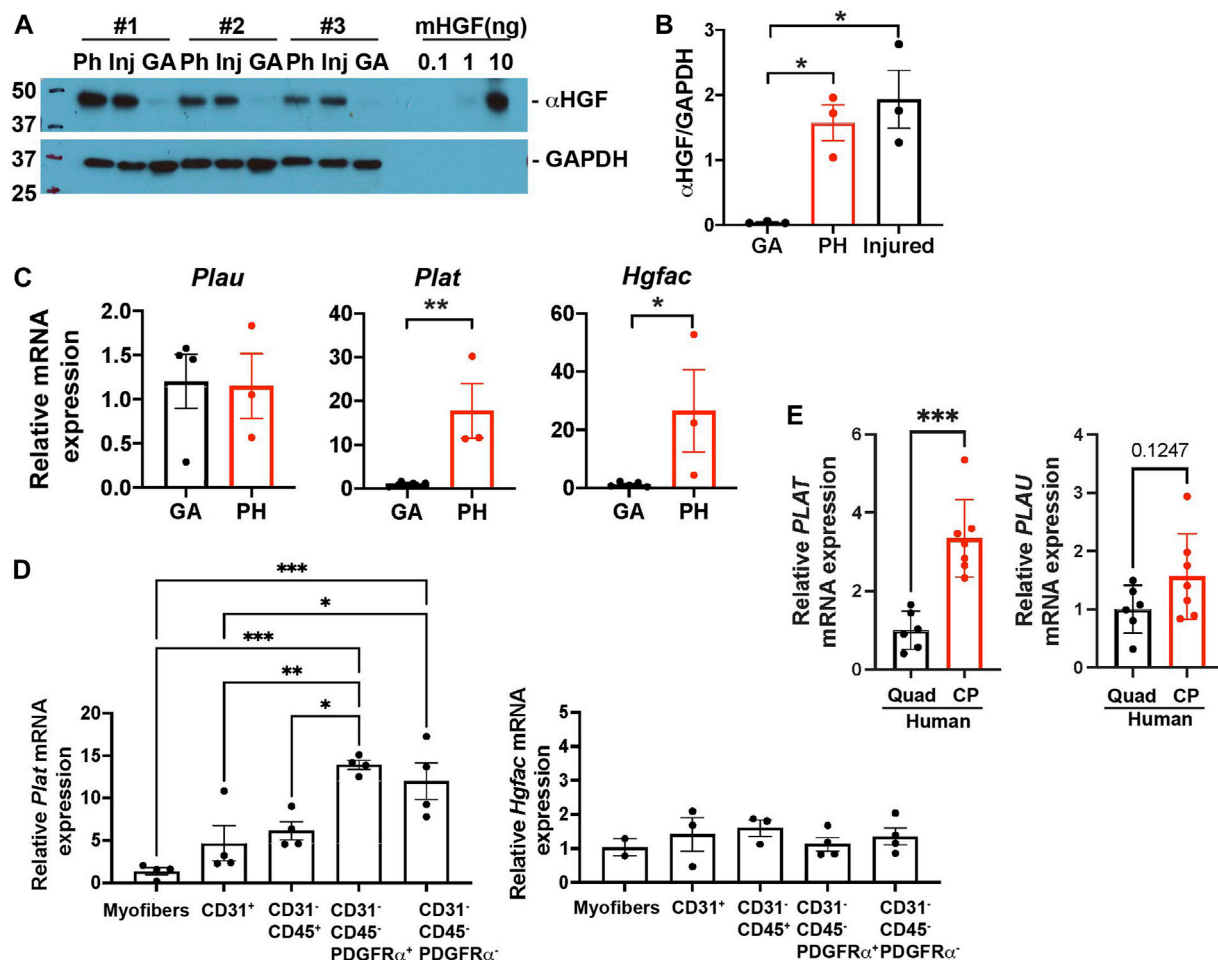 A
#1 #2 #3 mHGF(ng)
Ph Inj GA Ph Inj GA Ph Inj GA 0.1 1 10
50
37
- αHGF
37
25
- GAPDH
B
αHGF/GAPDH
3
2
1
0
*
*
GA PH Injured
C
Relative mRNA
expression
Plau
2.0
1.5
1.0
0.5
0.0
GA PH
Plat
40
30
20
10
0
**
GA PH
Hgfac
60
40
20
0
*
GA PH
D
Relative Plat mRNA
expression
20
15
10
5
0
***
*
***
**
*
Myofibers CD31+ CD31- CD31- CD31-
CD45+ CD45- CD45-
PDGFRα+ PDGFRα-
Relative Hgfac mRNA
expression
5
4
3
2
1
0
Myofibers CD31+ CD31- CD31- CD31-
CD45+ CD45- CD45-
PDGFRα+ PDGFRα-
E
Relative PLAT
mRNA expression
6
4
2
0
***
Quad CP
Human
Relative PLAU
mRNA expression
4
3
2
1
0
0.1247
Quad CP
Human